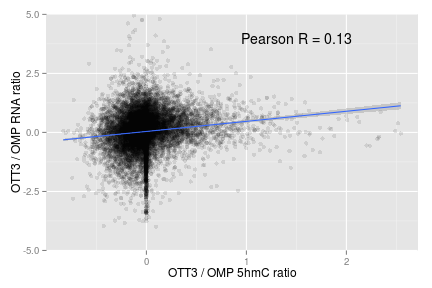 5.0
2.5
0.0
-2.5
-5.0
OTT3 / OMP RNA ratio
Pearson R = 0.13
0
1
2
OTT3 / OMP 5hmC ratio